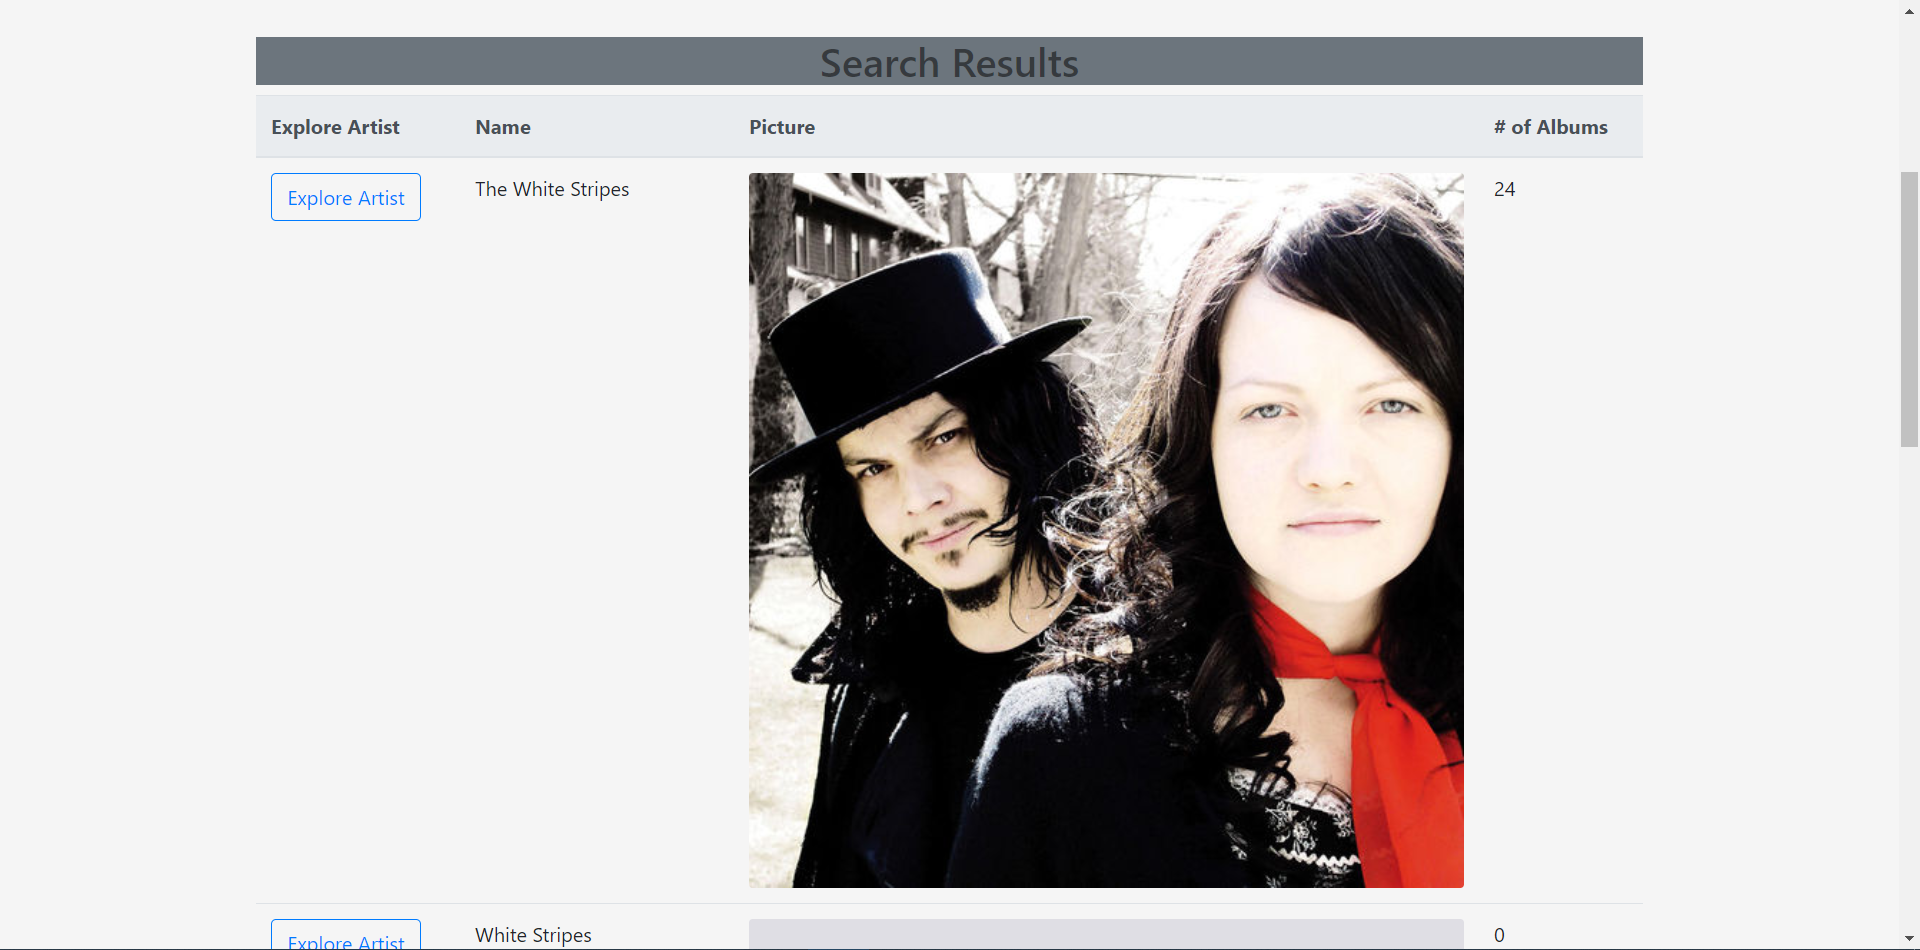 Search Results
Explore Artist Name Picture # of Albums
Explore Artist The White Stripes 24
Explore Artist White Stripes 0